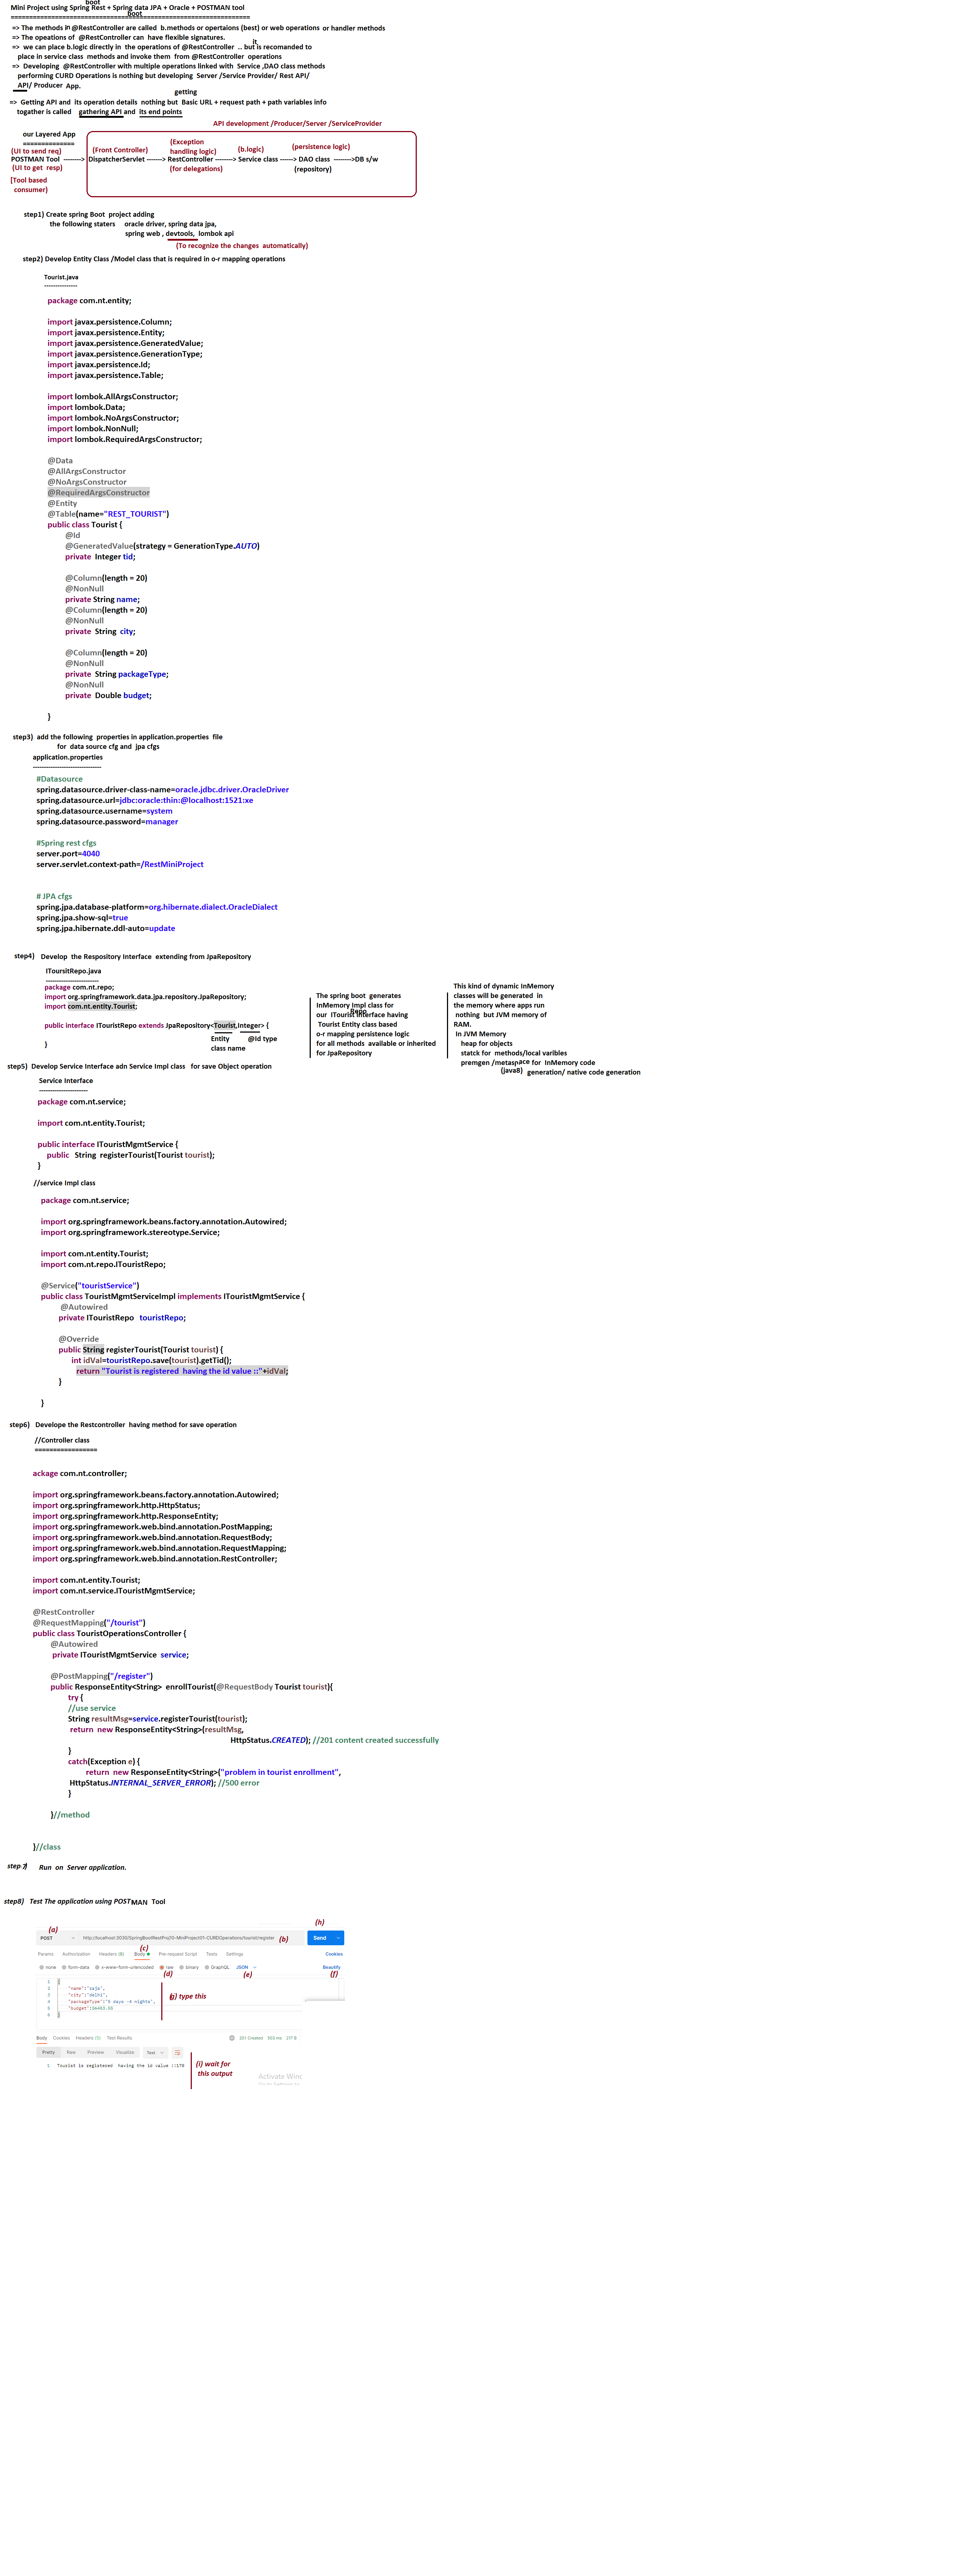 Mini Project using Spring boot Rest + Spring boot data JPA + Oracle + POSTMAN tool
=================================================================
=> The methods in @RestController are called b.methods or opertaions (best) or web operations or handler methods
=> The opeations of @RestController can have flexible signatures.
=> we can place b.logic directly in the operations of @RestController .. but it is recomanded to
place in service class methods and invoke them from @RestController operations
=> Developing @RestController with multiple operations linked with Service ,DAO class methods
performing CURD Operations is nothing but developing Server /Service Provider/ Rest API/
API/ Producer App.
=> Getting API and its operation details nothing but getting Basic URL + request path + path variables info
togather is called gathering API and its end points
API development /Producer/Server /ServiceProvider
our Layered App
==============
(UI to send req)
(Front Controller)
(Exception
handling logic)
(b.logic)
(persistence logic)
POSTMAN Tool --------> DispatcherServlet -------> RestController --------> Service class ------> DAO class -------->DB s/w
(UI to get resp)
(for delegations)
(repository)
[Tool based
consumer)
step1) Create spring Boot project adding
the following staters oracle driver, spring data jpa,
spring web , devtools, lombok api
(To recognize the changes automatically)
step2) Develop Entity Class /Model class that is required in o-r mapping operations
Tourist.java
---------------
package com.nt.entity;
import javax.persistence.Column;
import javax.persistence.Entity;
import javax.persistence.GeneratedValue;
import javax.persistence.GenerationType;
import javax.persistence.Id;
import javax.persistence.Table;
import lombok.AllArgsConstructor;
import lombok.Data;
import lombok.NoArgsConstructor;
import lombok.NonNull;
import lombok.RequiredArgsConstructor;
@Data
@AllArgsConstructor
@NoArgsConstructor
@RequiredArgsConstructor
@Entity
@Table(name="REST_TOURIST")
public class Tourist {
@Id
@GeneratedValue(strategy = GenerationType.AUTO)
private Integer tid;
@Column(length = 20)
@NonNull
private String name;
@Column(length = 20)
@NonNull
private String city;
@Column(length = 20)
@NonNull
private String packageType;
@NonNull
private Double budget;
}
step3) add the following properties in application.properties file
for data source cfg and jpa cfgs
application.properties
-------------------------------
#Datasource
spring.datasource.driver-class-name=oracle.jdbc.driver.OracleDriver
spring.datasource.url=jdbc:oracle:thin:@localhost:1521:xe
spring.datasource.username=system
spring.datasource.password=manager
#Spring rest cfgs
server.port=4040
server.servlet.context-path=/RestMiniProject
# JPA cfgs
spring.jpa.database-platform=org.hibernate.dialect.OracleDialect
spring.jpa.show-sql=true
spring.jpa.hibernate.ddl-auto=update
step4) Develop the Respository Interface extending from JpaRepository
IToursitRepo.java
------------------------
package com.nt.repo;
import org.springframework.data.jpa.repository.JpaRepository;
import com.nt.entity.Tourist;
public interface ITouristRepo extends JpaRepository<Tourist,Integer> {
Entity @Id type
class name
}
The spring boot generates
InMemory Impl class for
our ITourist Repo Interface having
Tourist Entity class based
o-r mapping persistence logic
for all methods available or inherited
for JpaRepository
This kind of dynamic InMemory
classes will be generated in
the memory where apps run
nothing but JVM memory of
RAM.
In JVM Memory
heap for objects
statck for methods/local varibles
premgen /metaspace for InMemory code
(java8) generation/ native code generation
step5) Develop Service Interface adn Service Impl class for save Object operation
Service Interface
----------------------
package com.nt.service;
import com.nt.entity.Tourist;
public interface ITouristMgmtService {
public String registerTourist(Tourist tourist);
}
//service Impl class
package com.nt.service;
import org.springframework.beans.factory.annotation.Autowired;
import org.springframework.stereotype.Service;
import com.nt.entity.Tourist;
import com.nt.repo.ITouristRepo;
@Service("touristService")
public class TouristMgmtServiceImpl implements ITouristMgmtService {
@Autowired
private ITouristRepo touristRepo;
@Override
public String registerTourist(Tourist tourist) {
int idVal=touristRepo.save(tourist).getTid();
return "Tourist is registered having the id value ::"+idVal;
}
}
step6) Develope the Restcontroller having method for save operation
//Controller class
=================
ackage com.nt.controller;
import org.springframework.beans.factory.annotation.Autowired;
import org.springframework.http.HttpStatus;
import org.springframework.http.ResponseEntity;
import org.springframework.web.bind.annotation.PostMapping;
import org.springframework.web.bind.annotation.RequestBody;
import org.springframework.web.bind.annotation.RequestMapping;
import org.springframework.web.bind.annotation.RestController;
import com.nt.entity.Tourist;
import com.nt.service.ITouristMgmtService;
@RestController
@RequestMapping("/tourist")
public class TouristOperationsController {
@Autowired
private ITouristMgmtService service;
@PostMapping("/register")
public ResponseEntity<String> enrollTourist(@RequestBody Tourist tourist){
try {
//use service
String resultMsg=service.registerTourist(tourist);
return new ResponseEntity<String>(resultMsg,
HttpStatus.CREATED); //201 content created successfully
}
catch(Exception e) {
return new ResponseEntity<String>("problem in tourist enrollment",
HttpStatus.INTERNAL_SERVER_ERROR); //500 error
}
}//method
}//class
step 7) Run on Server application.
step8) Test The application using POSTMAN Tool
(a)
(h)
POST http://localhost:3030/SpringBootRestProj10-MiniProject01-CURDOperations/tourist/register (b) Send
(c)
Params Authorization Headers (8) Body Pre-request Script Tests Settings Cookies
none form-data x-www-form-urlencoded raw binary GraphQL JSON Beautify
(d) (e) (f)
1 {
2 "name":"raja",
3 "city":"delhi",
4 "packageType":"5 days -4 nights",
5 "budget":56463.56
6 }
(g) type this
Body Cookies Headers (5) Test Results 201 Created 503 ms 217 B
Pretty Raw Preview Visualize Text
1 Tourist is registered having the id value ::178
(i) wait for
this output
Activate Winc